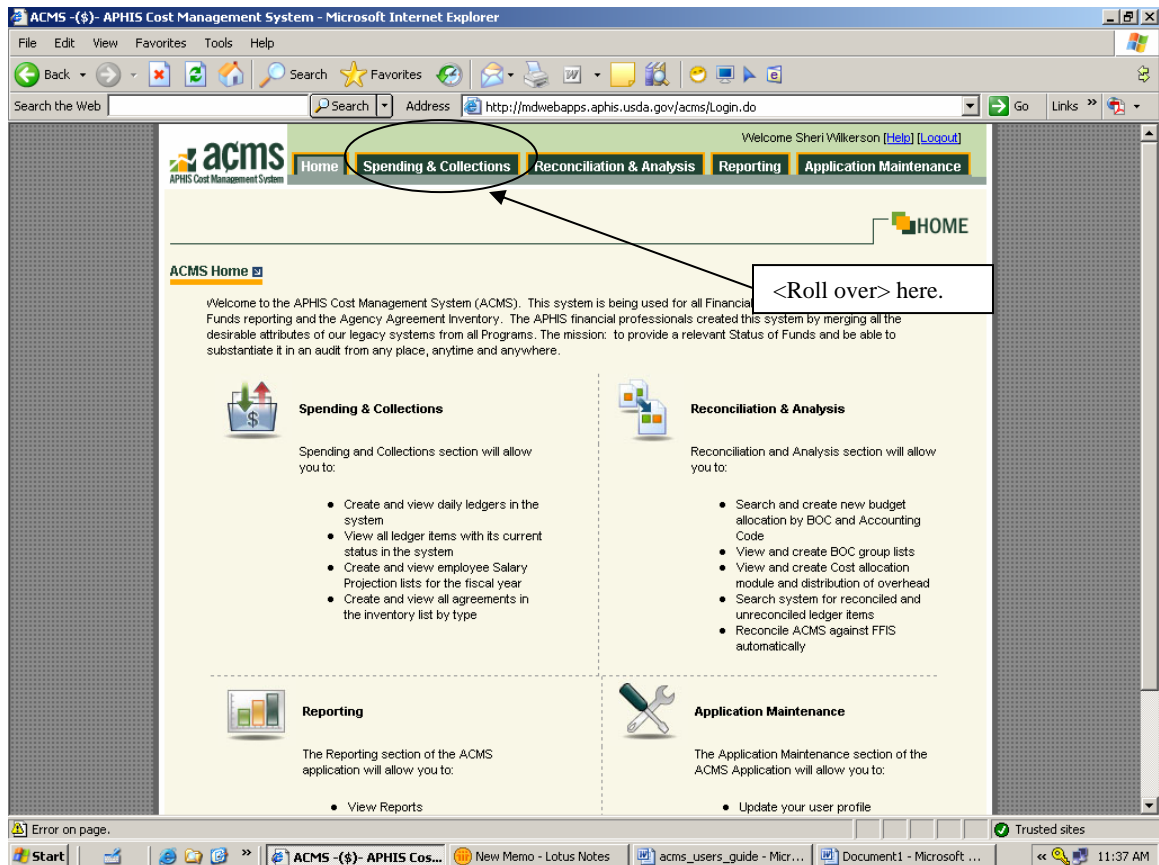 ACMS -($)- APHIS Cost Management System - Microsoft Internet Explorer
File Edit View Favorites Tools Help
Back Search Favorites
Search the Web Search Address http://mdwebapps.aphis.usda.gov/acms/Login.do Go Links »
Welcome Sheri Wilkerson [Help] [Logout]
acms
APHIS Cost Management System
Home Spending & Collections Reconciliation & Analysis Reporting Application Maintenance
HOME
ACMS Home
<Roll over> here.
Welcome to the APHIS Cost Management System (ACMS). This system is being used for all Financial
Funds reporting and the Agency Agreement Inventory. The APHIS financial professionals created this system by merging all the
desirable attributes of our legacy systems from all Programs. The mission: to provide a relevant Status of Funds and be able to
substantiate it in an audit from any place, anytime and anywhere.
Spending & Collections
Spending and Collections section will allow
you to:
● Create and view daily ledgers in the
system
● View all ledger items with its current
status in the system
● Create and view employee Salary
Projection lists for the fiscal year
● Create and view all agreements in
the inventory list by type
Reconciliation & Analysis
Reconciliation and Analysis section will allow
you to:
● Search and create new budget
allocation by BOC and Accounting
Code
● View and create BOC group lists
● View and create Cost allocation
module and distribution of overhead
● Search system for reconciled and
unreconciled ledger items
● Reconcile ACMS against FFIS
automatically
Reporting
The Reporting section of the ACMS
application will allow you to:
● View Reports
Application Maintenance
The Application Maintenance section of the
ACMS Application will allow you to:
● Update your user profile
Error on page. Trusted sites
Start » ACMS -($)- APHIS Cos... New Memo - Lotus Notes acms_users_guide - Micr... Document1 - Microsoft ... « 11:37 AM